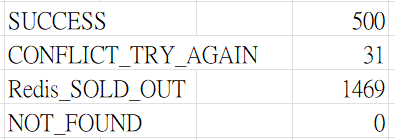 SUCCESS 500
CONFLICT_TRY_AGAIN 31
Redis_SOLD_OUT 1469
NOT_FOUND 0